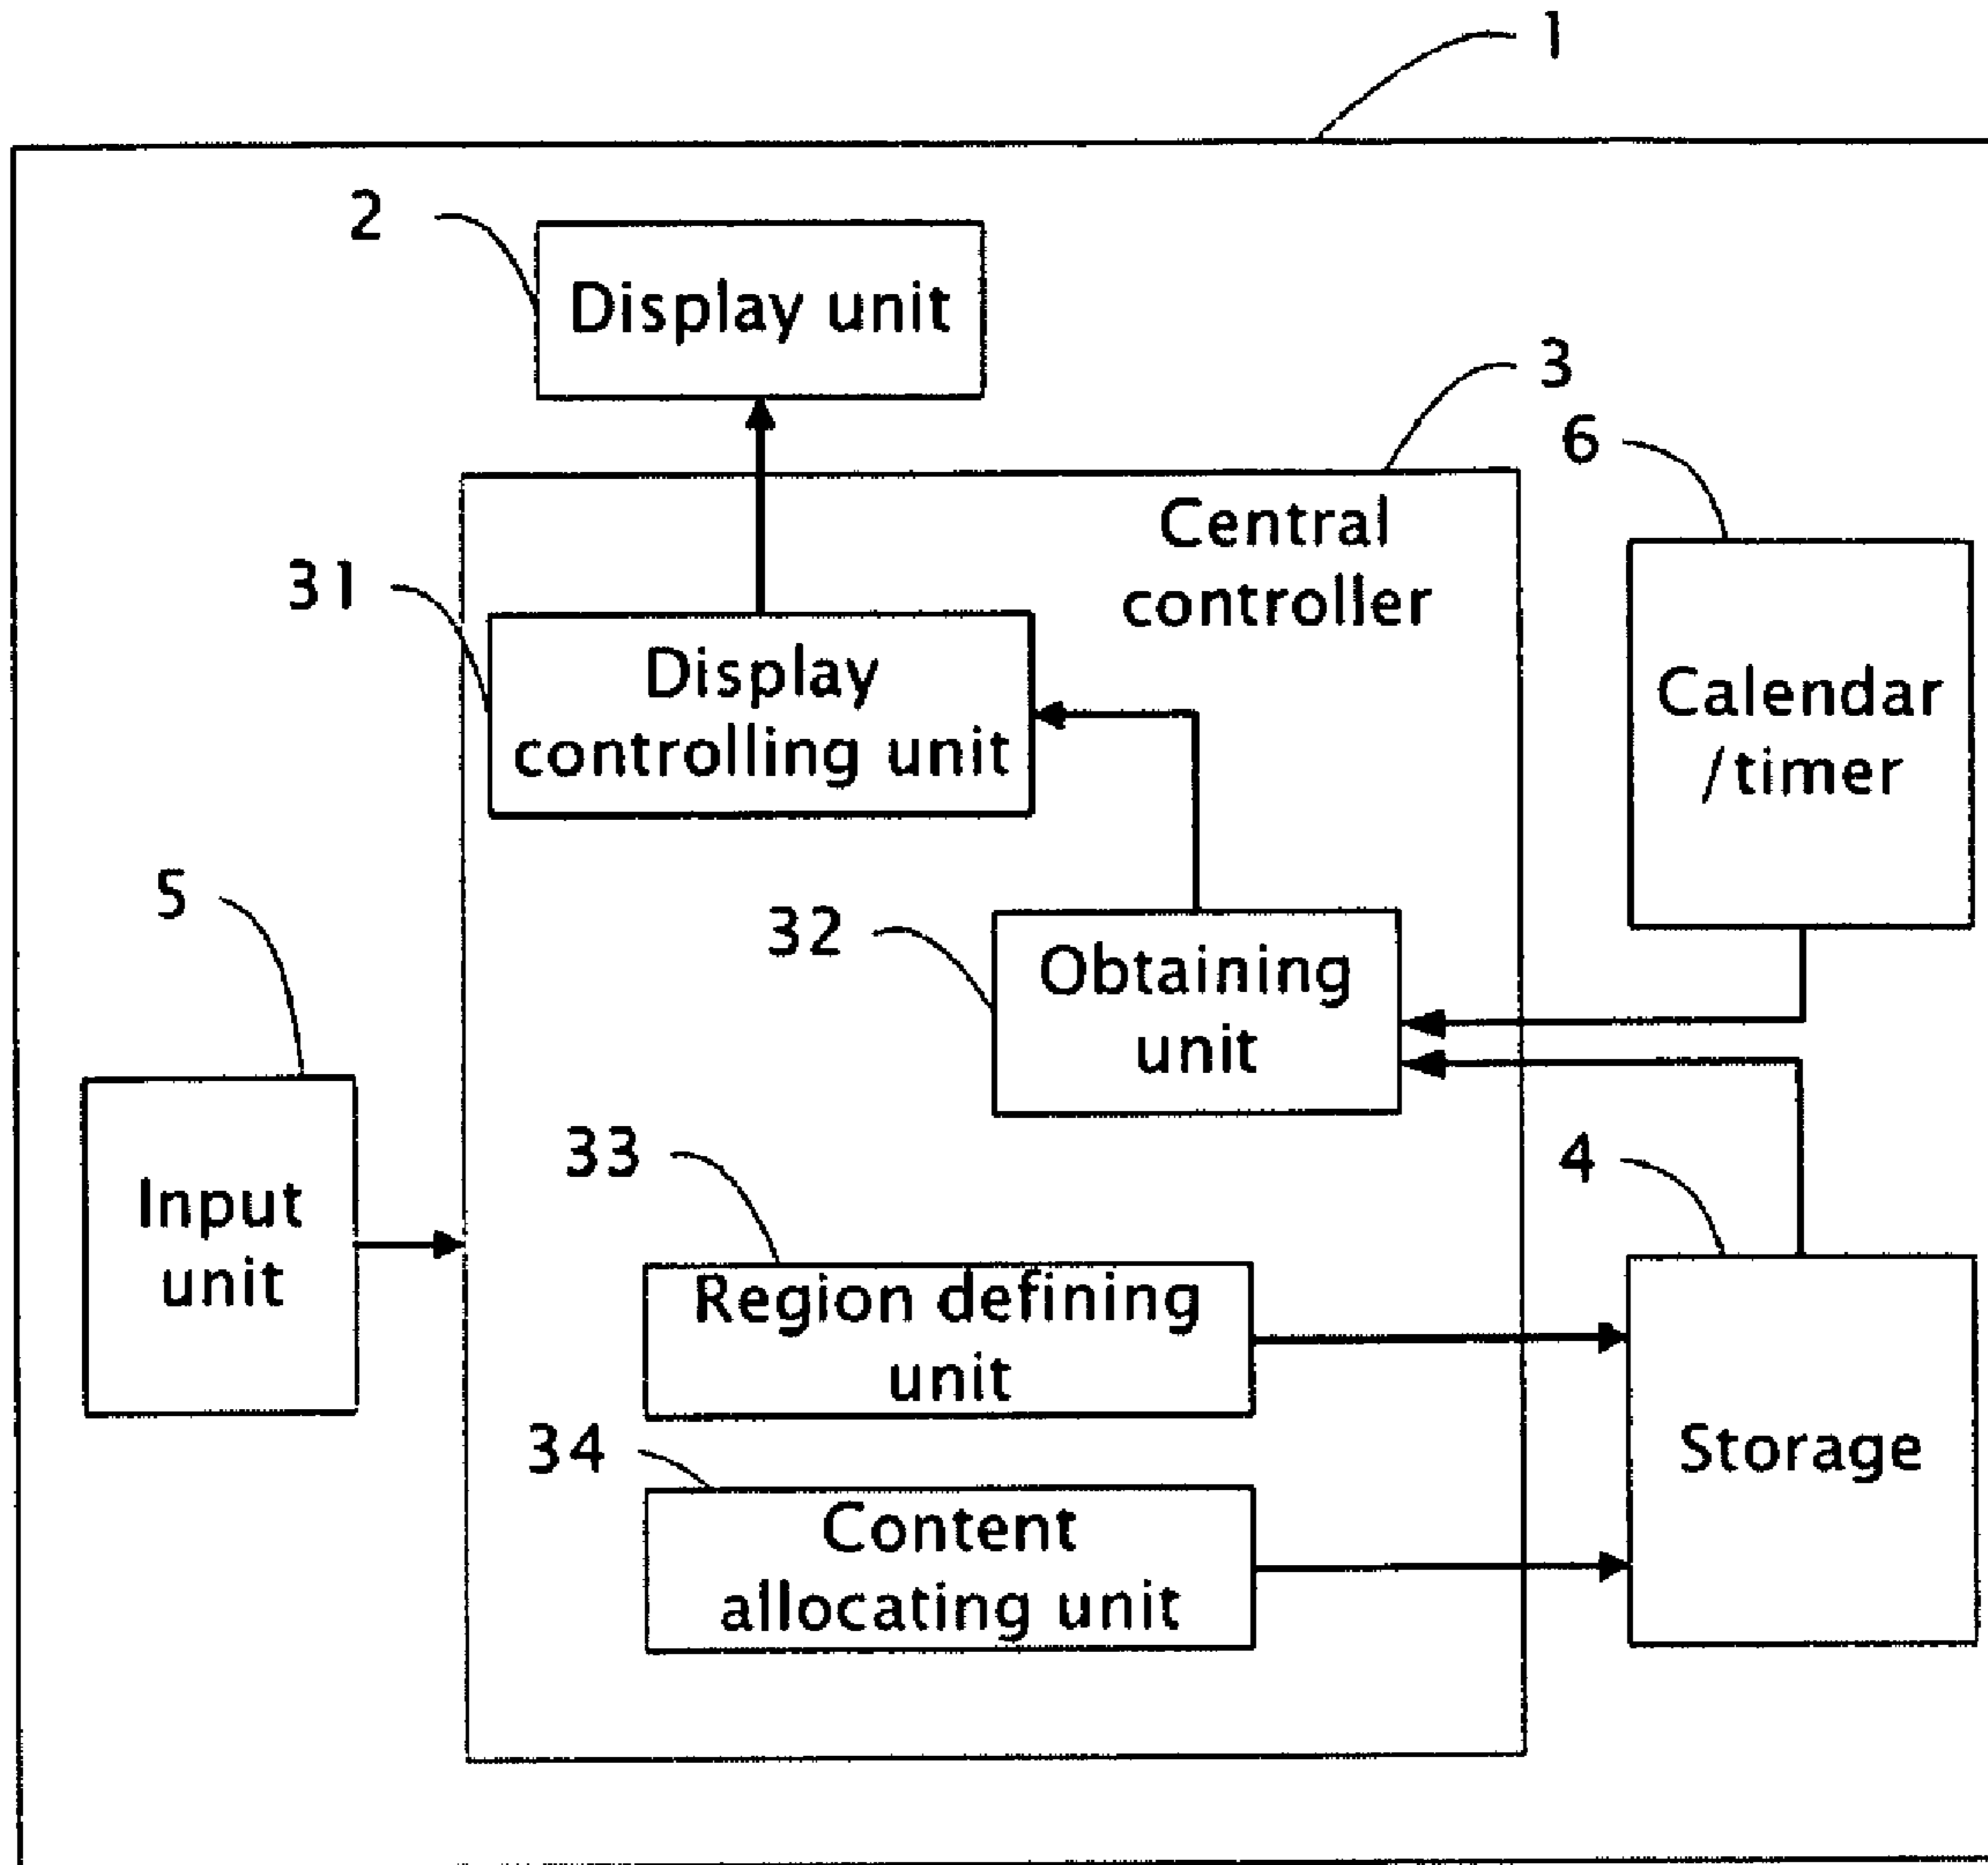 1
2
Display unit
3
6
Central
controller
31
Display
controlling unit
Calendar
/timer
5
32
Obtaining
unit
33
4
Input
unit
Region defining
unit
34
Storage
Content
allocating unit